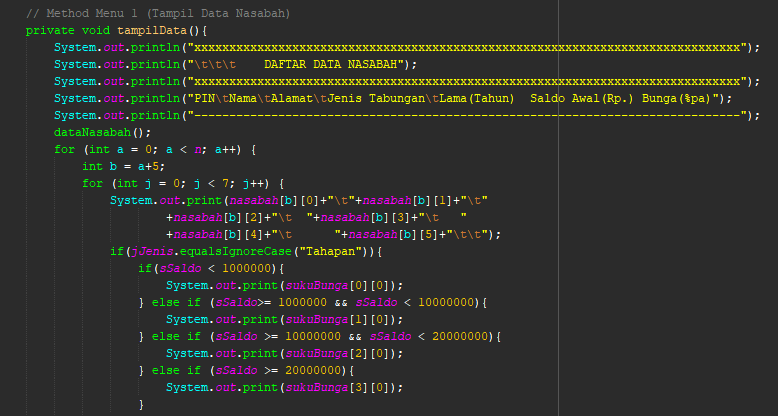 // Method Menu 1 (Tampil Data Nasabah)
private void tampilData(){
System.out.println("xxxxxxxxxxxxxxxxxxxxxxxxxxxxxxxxxxxxxxxxxxxxxxxxxxxxxxxxxxxxxxxxxxxxxxxxxxxxxx");
System.out.println("\t\t\t    DAFTAR DATA NASABAH");
System.out.println("xxxxxxxxxxxxxxxxxxxxxxxxxxxxxxxxxxxxxxxxxxxxxxxxxxxxxxxxxxxxxxxxxxxxxxxxxxxxxx");
System.out.println("PIN\tNama\tAlamat\tJenis Tabungan\tLama(Tahun)  Saldo Awal(Rp.) Bunga(%pa)");
System.out.println("------------------------------------------------------------------------------");
dataNasabah();
for (int a = 0; a < n; a++) {
int b = a+5;
for (int j = 0; j < 7; j++) {
System.out.print(nasabah[b][0]+"\t"+nasabah[b][1]+"\t"
+nasabah[b][2]+"\t  "+nasabah[b][3]+"\t   "
+nasabah[b][4]+"\t      "+nasabah[b][5]+"\t\t");
if(jJenis.equalsIgnoreCase("Tahapan")){
if(sSaldo < 1000000){
System.out.print(sukuBunga[0][0]);
} else if (sSaldo>= 1000000 && sSaldo < 10000000){
System.out.print(sukuBunga[1][0]);
} else if (sSaldo >= 10000000 && sSaldo < 20000000){
System.out.print(sukuBunga[2][0]);
} else if (sSaldo >= 20000000){
System.out.print(sukuBunga[3][0]);
}